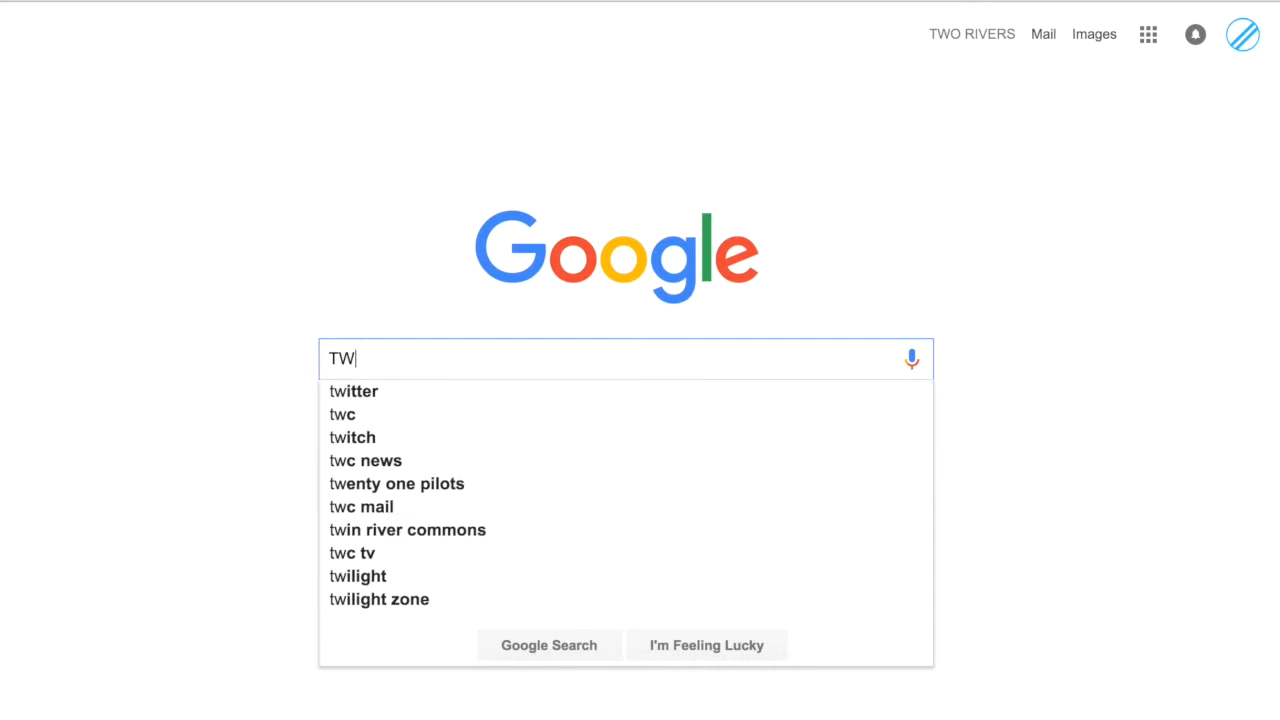 TWO RIVERS Mail Images
Google
TW
twitter
twc
twitch
twc news
twenty one pilots
twc mail
twin river commons
twc tv
twilight
twilight zone
Google Search I'm Feeling Lucky